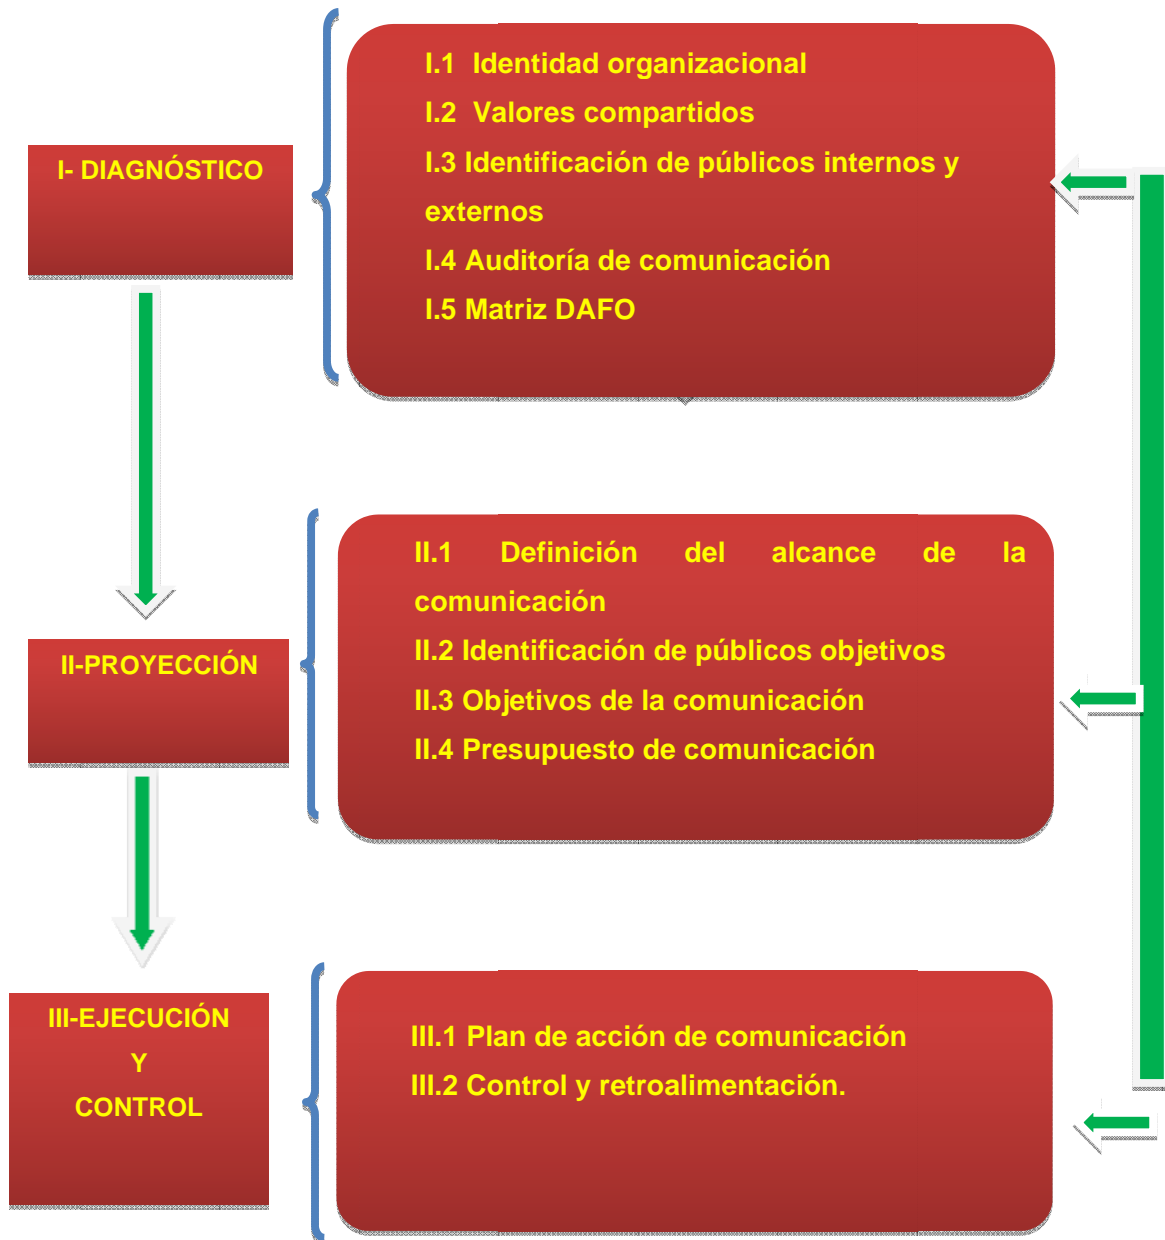 I- DIAGNÓSTICO
I.1 Identidad organizacional
I.2 Valores compartidos
I.3 Identificación de públicos internos y
externos
I.4 Auditoría de comunicación
I.5 Matriz DAFO
II-PROYECCIÓN
II.1 Definición del alcance de la
comunicación
II.2 Identificación de públicos objetivos
II.3 Objetivos de la comunicación
II.4 Presupuesto de comunicación
III-EJECUCIÓN
Y
CONTROL
III.1 Plan de acción de comunicación
III.2 Control y retroalimentación.